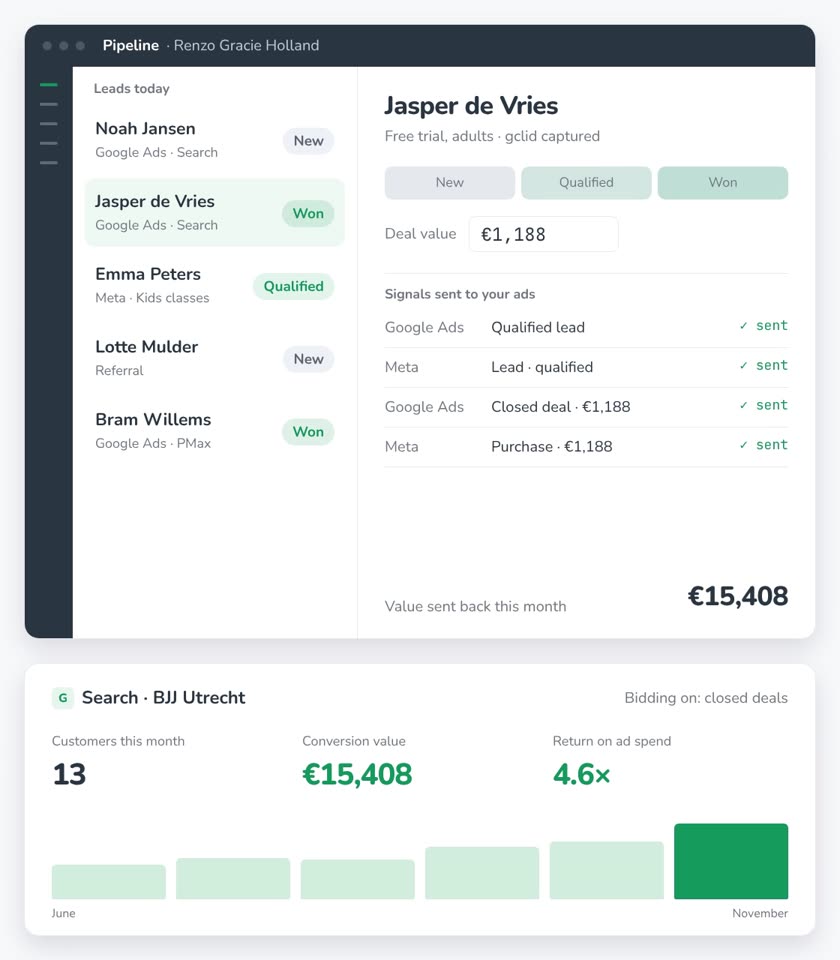 Pipeline · Renzo Gracie Holland
Leads today
Noah Jansen
Google Ads · Search
New
Jasper de Vries
Google Ads · Search
Won
Emma Peters
Meta · Kids classes
Qualified
Lotte Mulder
Referral
New
Bram Willems
Google Ads · PMax
Won
Jasper de Vries
Free trial, adults · gclid captured
New Qualified Won
Deal value €1,188
Signals sent to your ads
Google Ads Qualified lead ✓ sent
Meta Lead · qualified ✓ sent
Google Ads Closed deal · €1,188 ✓ sent
Meta Purchase · €1,188 ✓ sent
Value sent back this month €15,408
G Search · BJJ Utrecht Bidding on: closed deals
Customers this month Conversion value Return on ad spend
13 €15,408 4.6×
June November